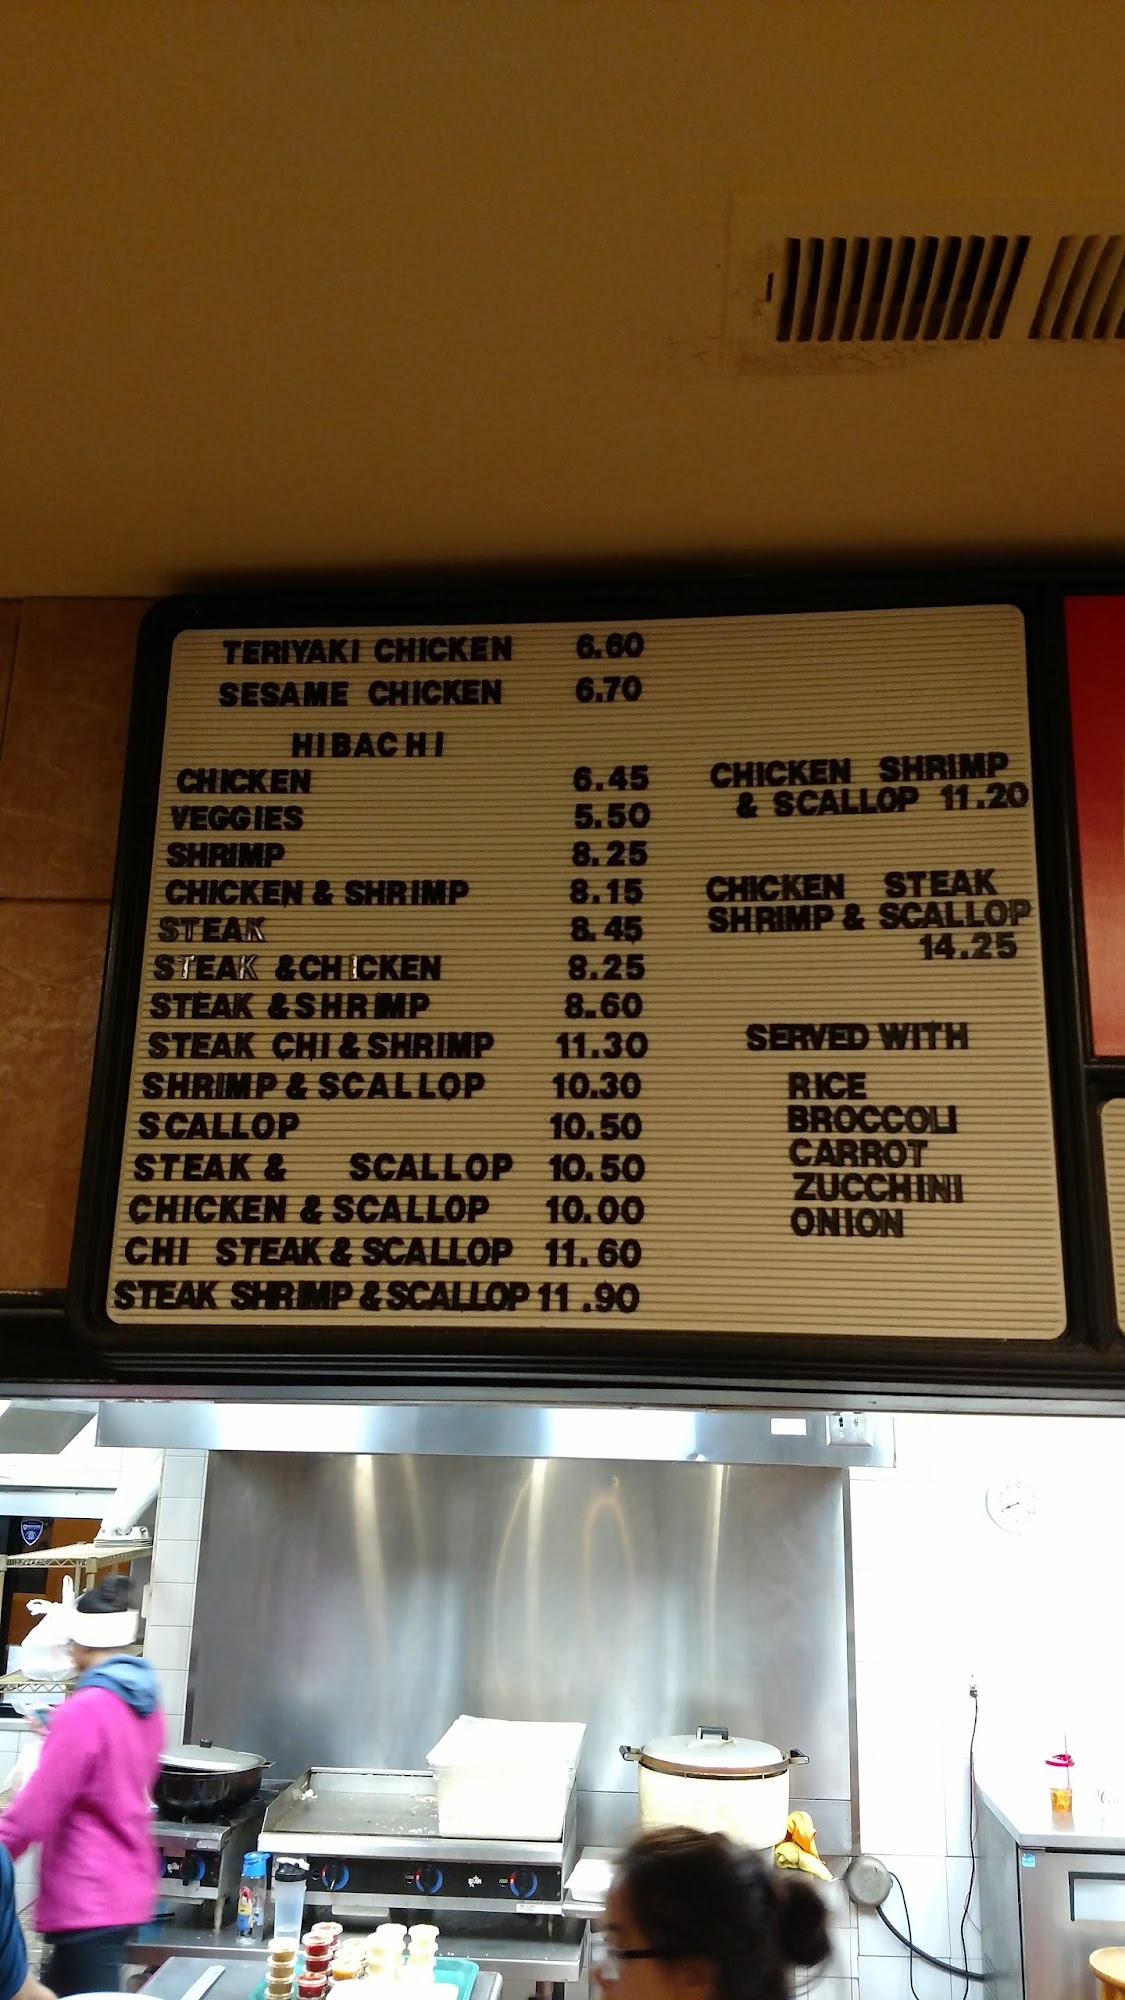 TERIYAKI CHICKEN 6.60
SESAME CHICKEN 6.70
HIBACHI
CHICKEN 6.45
VEGGIES 5.50
SHRIMP 8.25
CHICKEN & SHRIMP 8.15
STEAK 8.45
STEAK &CHICKEN 8.25
STEAK &SHRIMP 8.60
STEAK CHI & SHRIMP 11.30
SHRIMP & SCALLOP 10.30
SCALLOP 10.50
STEAK & SCALLOP 10.50
CHICKEN & SCALLOP 10.00
CHI STEAK & SCALLOP 11.60
STEAK SHRIMP & SCALLOP 11.90
CHICKEN SHRIMP
& SCALLOP 11.20
CHICKEN STEAK
SHRIMP & SCALLOP
14.25
SERVED WITH
RICE
BROCCOLI
CARROT
ZUCCHINI
ONION